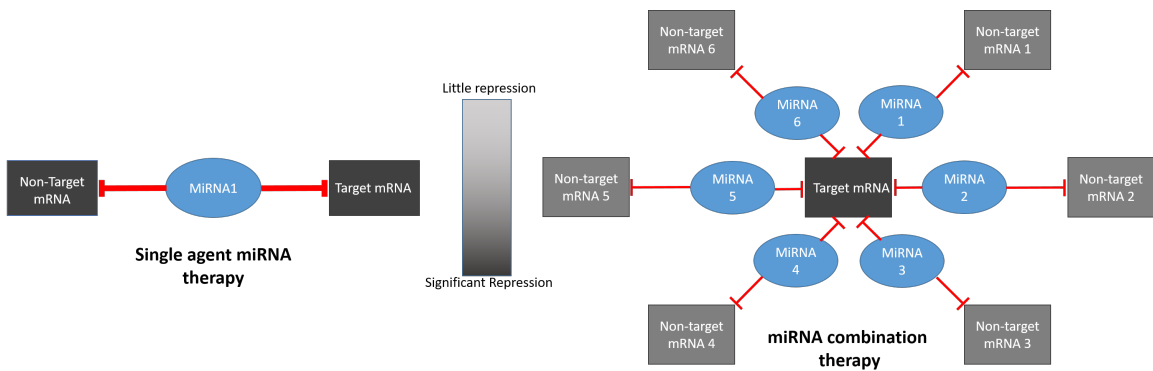 Non-Target
mRNA
MiRNA1
Target mRNA
Single agent miRNA
therapy
Little repression
Significant Repression
Non-target
mRNA 6
Non-target
mRNA 1
MiRNA
6
MiRNA
1
Non-target
mRNA 5
MiRNA
5
Target mRNA
MiRNA
2
Non-target
mRNA 2
MiRNA
4
MiRNA
3
Non-target
mRNA 4
Non-target
mRNA 3
miRNA combination
therapy